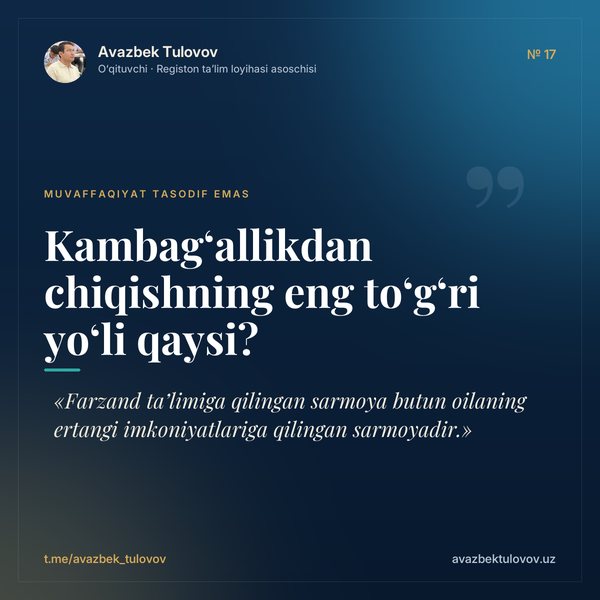 Avazbek Tulovov
O‘qituvchi · Registon ta’lim loyihasi asoschisi
№ 17
MUVAFFAQIYAT TASODIF EMAS
Kambag‘allikdan
chiqishning eng to‘g‘ri
yo‘li qaysi?
«Farzand ta’limiga qilingan sarmoya butun oilaning
ertangi imkoniyatlariga qilingan sarmoyadir.»
t.me/avazbek_tulovov
avazbektulovov.uz